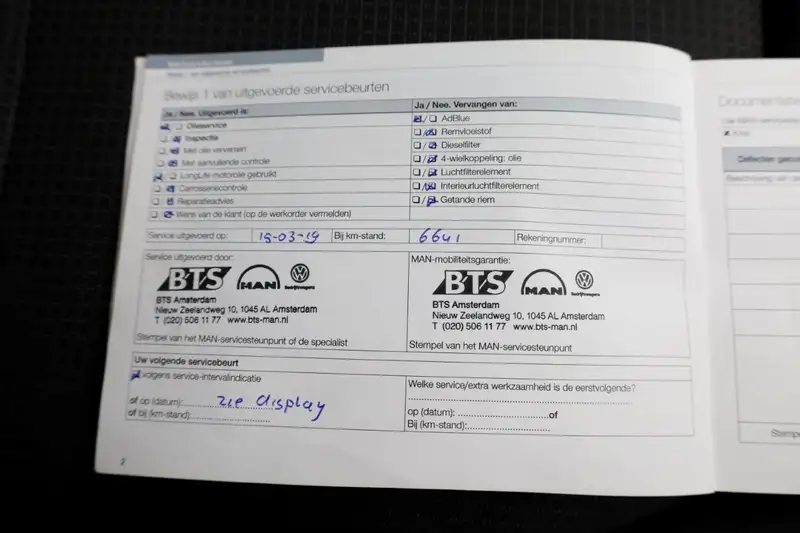 Bewijs 1 van uitgevoerde servicebeurten
Ja / Nee. Uitgevoerd is:
Olieservice
Inspectie
Met olie verversen
Met aanvullende controle
LongLife motorolie gebruikt
Carrosseriecontrole
Reparatieadvies
Wens van de klant (op de werkorder vermelden)
Ja / Nee. Vervangen van:
AdBlue
Remvloeistof
Dieselfilter
4-wielkoppeling: olie
Luchtfilterelement
Interieurluchtfilterelement
Getande riem
Service uitgevoerd op: 15-03-19 Bij km-stand: 6641 Rekeningnummer:
Service uitgevoerd door:
BTS MAN
BTS Amsterdam
Nieuw Zeelandweg 10, 1045 AL Amsterdam
T (020) 506 11 77 www.bts-man.nl
Stempel van het MAN-servicesteunpunt of de specialist
MAN-mobiliteitsgarantie:
BTS MAN
BTS Amsterdam
Nieuw Zeelandweg 10, 1045 AL Amsterdam
T (020) 506 11 77 www.bts-man.nl
Stempel van het MAN-servicesteunpunt
Uw volgende servicebeurt
volgens service-intervalindicatie
of op (datum): zie display
of bij (km-stand):
Welke service/extra werkzaamheid is de eerstvolgende?
op (datum): of
Bij (km-stand):
2
Defecten
Beschrijving van